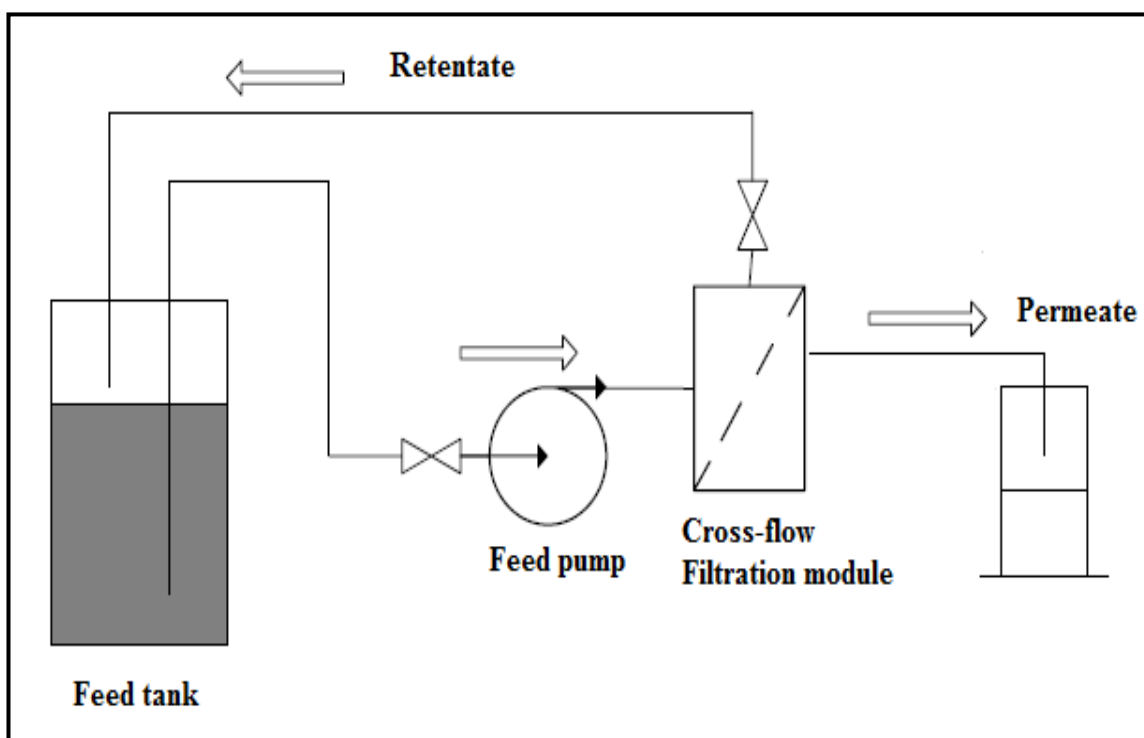 Retentate
Permeate
Feed pump
Cross-flow
Filtration module
Feed tank